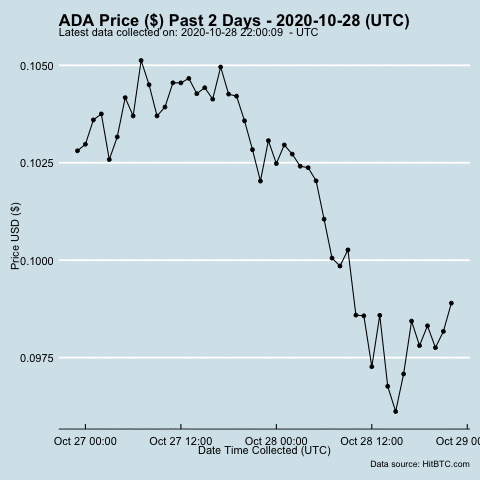 ADA Price ($) Past 2 Days - 2020-10-28 (UTC)
Latest data collected on: 2020-10-28 22:00:09 - UTC
0.1050
0.1025
0.1000
0.0975
Price USD ($)
Oct 27 00:00 Oct 27 12:00 Oct 28 00:00 Oct 28 12:00 Oct 29 0
Date Time Collected (UTC)
Data source: HitBTC.com